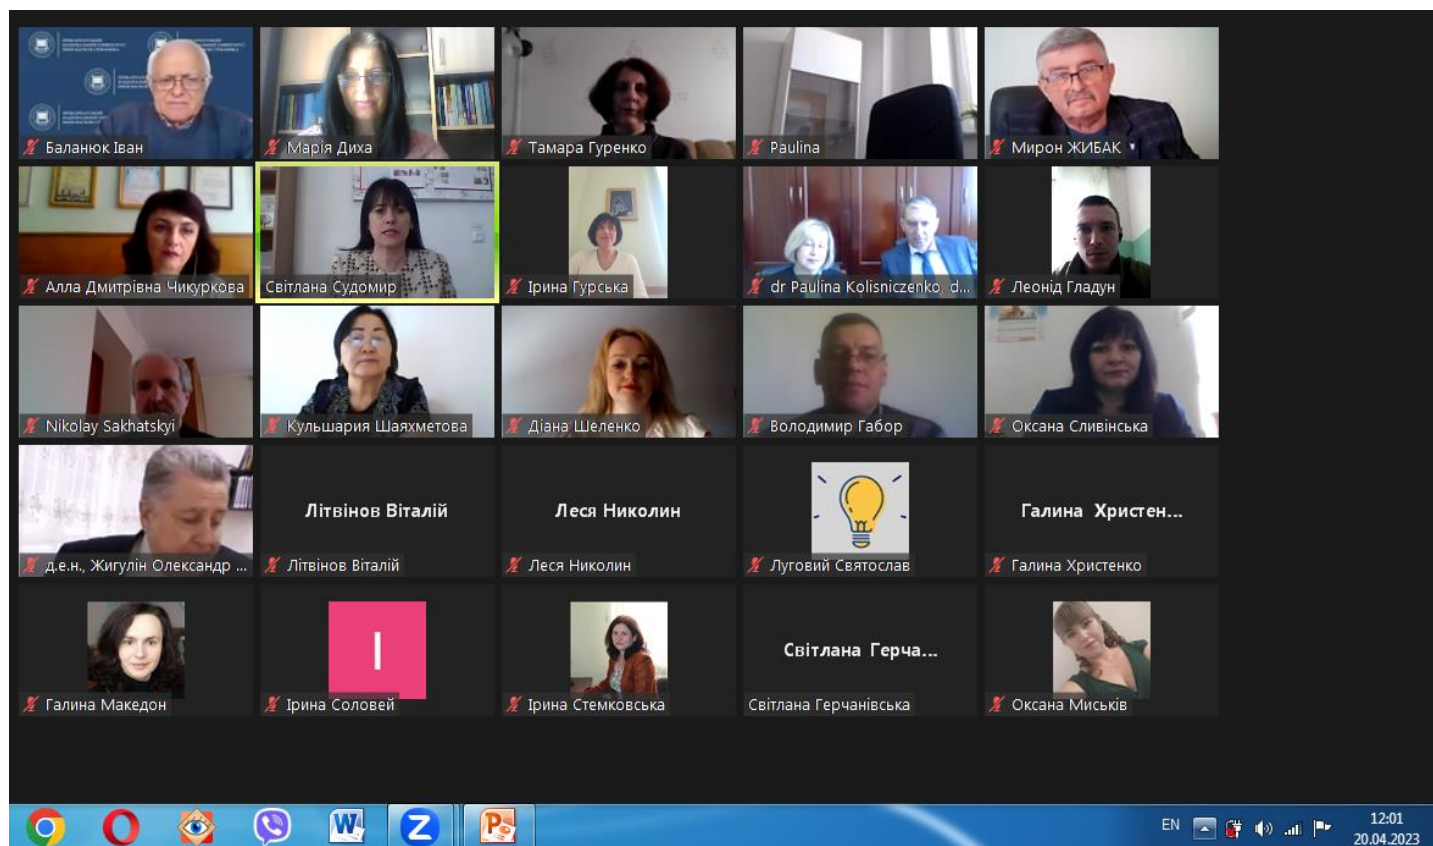 Баланюк Іван
Марія Диха
Тамара Гуренко
Paulina
Мирон ЖИБАК
Алла Дмитрівна Чикуркова
Світлана Судомир
Ірина Гурська
dr Paulina Kolisniczenko, d...
Леонід Гладун
Nikolay Sakhatskyi
Кульшария Шаяхметова
Діана Шеленко
Володимир Габор
Оксана Сливінська
д.е.н., Жигулін Олександр ...
Літвінов Віталій
Літвінов Віталій
Леся Николин
Леся Николин
Луговий Святослав
Галина Христен...
Галина Христенко
Галина Македон
I
Ірина Соловей
Ірина Стемковська
Світлана Герча...
Світлана Герчанівська
Оксана Миськів
W
Z
P
EN
12:01
20.04.2023